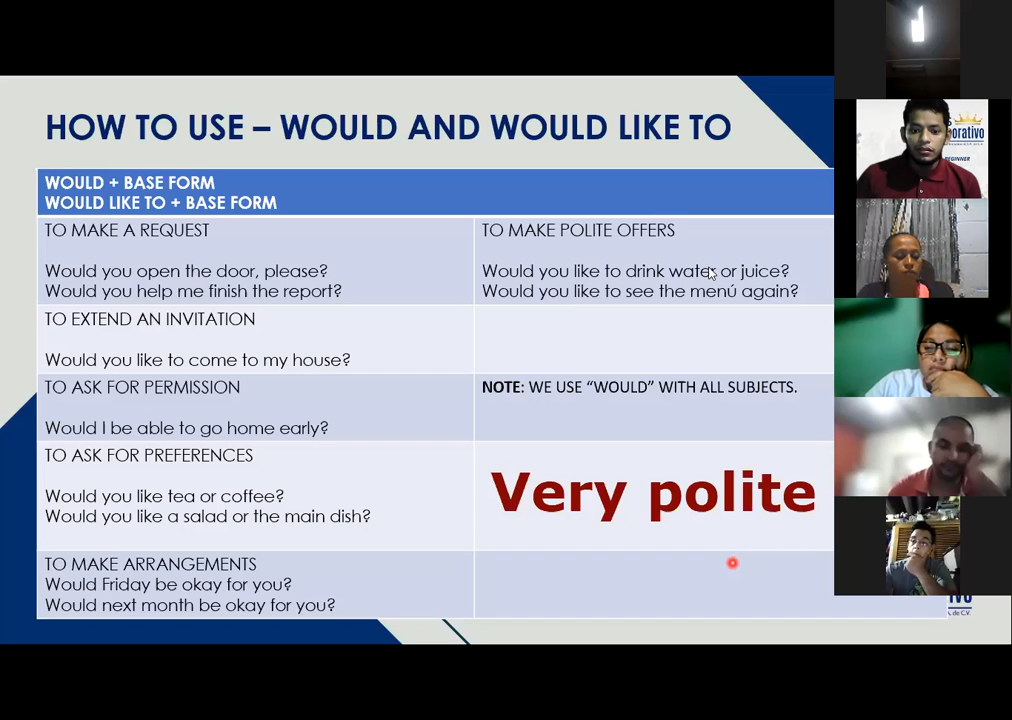 HOW TO USE – WOULD AND WOULD LIKE TO
WOULD + BASE FORM
WOULD LIKE TO + BASE FORM
TO MAKE A REQUEST
Would you open the door, please?
Would you help me finish the report?
TO MAKE POLITE OFFERS
Would you like to drink water or juice?
Would you like to see the menú again?
TO EXTEND AN INVITATION
Would you like to come to my house?
TO ASK FOR PERMISSION
Would I be able to go home early?
NOTE: WE USE “WOULD” WITH ALL SUBJECTS.
TO ASK FOR PREFERENCES
Would you like tea or coffee?
Would you like a salad or the main dish?
Very polite
TO MAKE ARRANGEMENTS
Would Friday be okay for you?
Would next month be okay for you?